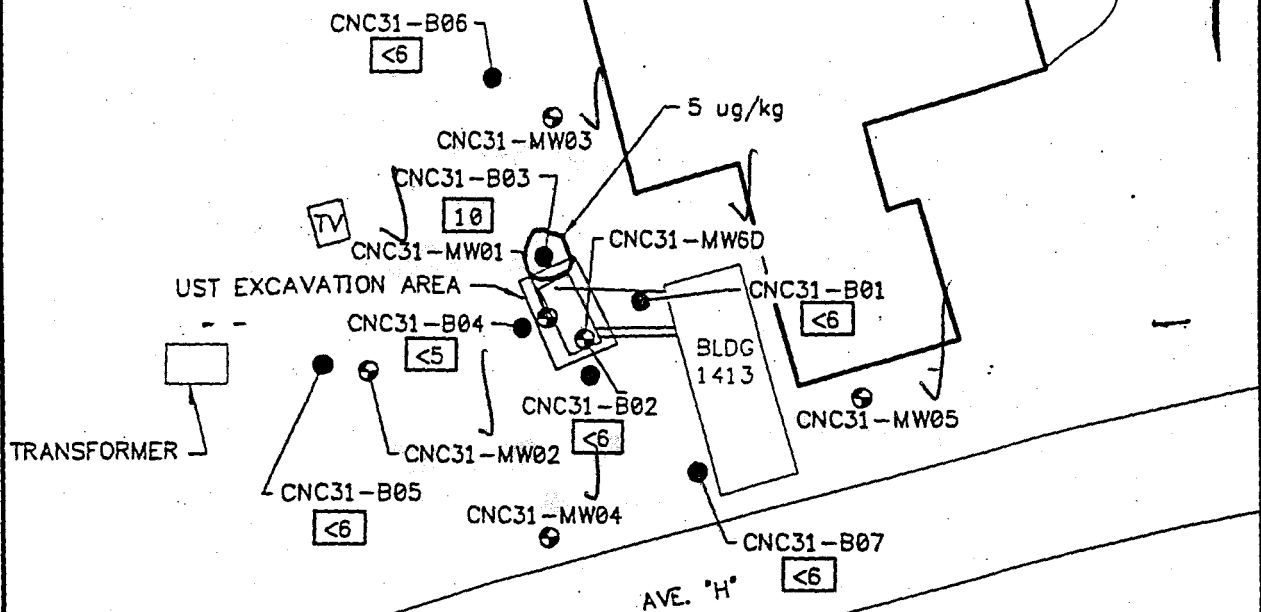 CNC31-B06
<6
5 ug/kg
CNC31-MW03
CNC31-B03
10
TV
CNC31-MW01
CNC31-MW6D
UST EXCAVATION AREA
CNC31-B01
<6
CNC31-B04
<5
BLDG
1413
CNC31-B02
<6
CNC31-MW05
TRANSFORMER
CNC31-MW02
CNC31-B05
<6
CNC31-MW04
CNC31-B07
<6
AVE. "H"